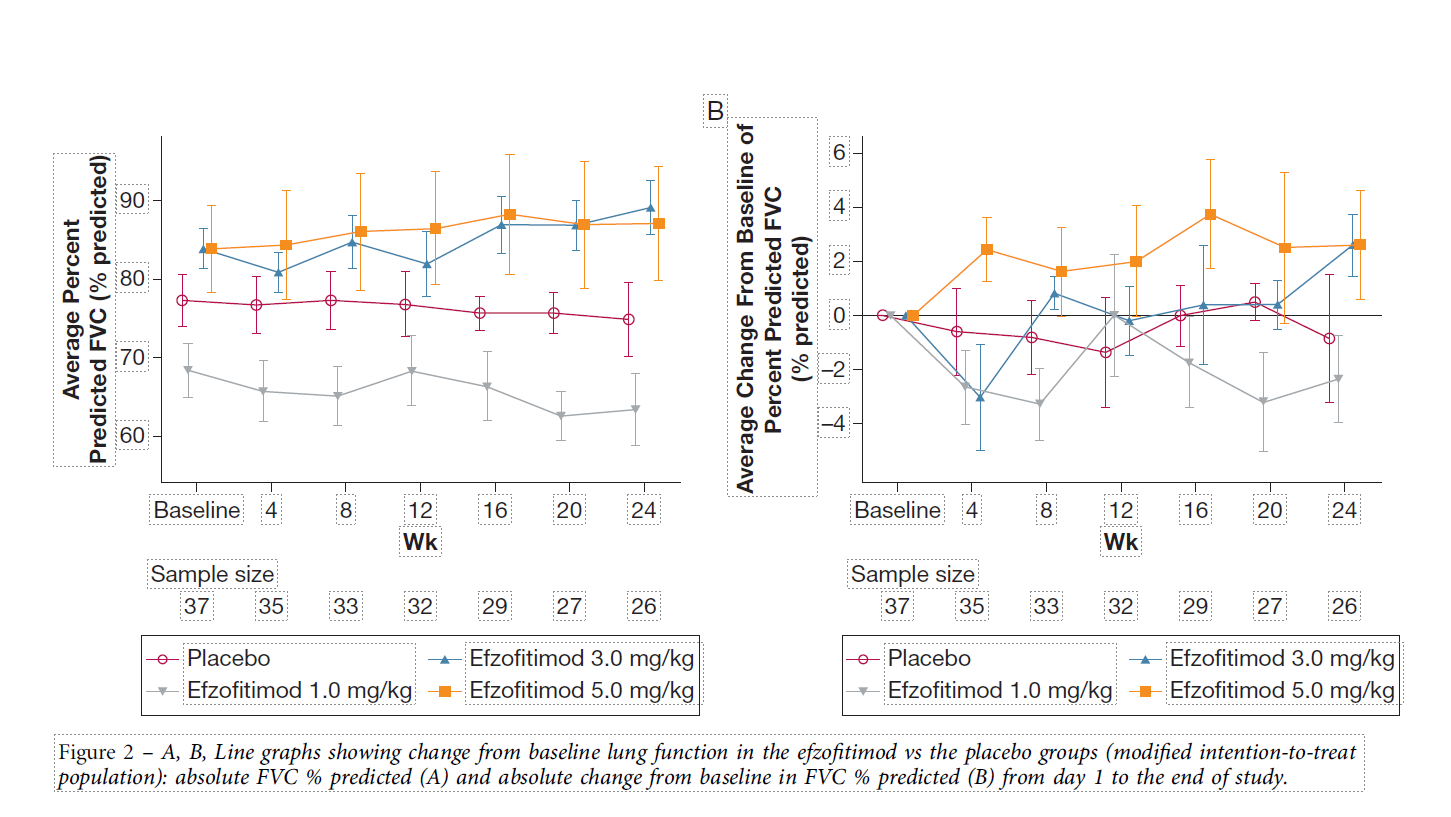 B
Average Percent
Predicted FVC (% predicted)
90
80
70
60
Baseline 4 8 12 16 20 24
Wk
Sample size
37 35 33 32 29 27 26
Placebo
Efzofitimod 1.0 mg/kg
Efzofitimod 3.0 mg/kg
Efzofitimod 5.0 mg/kg
Average Change From Baseline of
Percent Predicted FVC
(% predicted)
6
4
2
0
–2
–4
Baseline 4 8 12 16 20 24
Wk
Sample size
37 35 33 32 29 27 26
Placebo
Efzofitimod 1.0 mg/kg
Efzofitimod 3.0 mg/kg
Efzofitimod 5.0 mg/kg
Figure 2 – A, B, Line graphs showing change from baseline lung function in the efzofitimod vs the placebo groups (modified intention-to-treat
population): absolute FVC % predicted (A) and absolute change from baseline in FVC % predicted (B) from day 1 to the end of study.